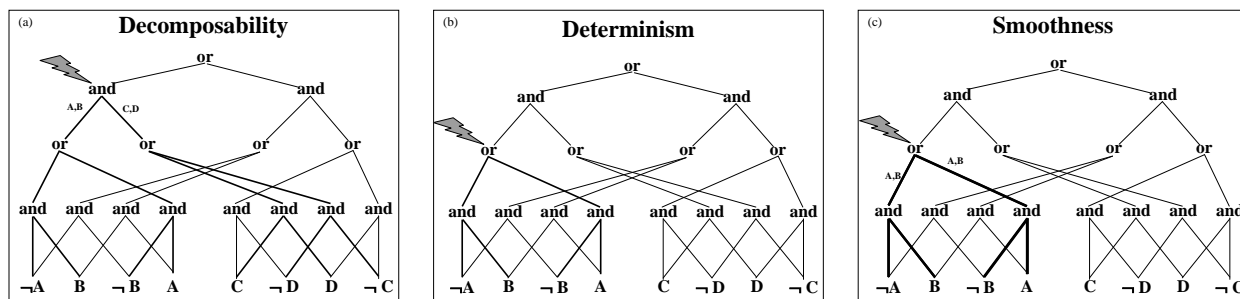 (a) Decomposability
or
and and
A,B C,D
or or or or
and and and and and and and and
¬A B ¬B A C ¬D D ¬C
(b) Determinism
or
and and
or or or or
and and and and and and and and
¬A B ¬B A C ¬D D ¬C
(c) Smoothness
or
and and
or or or or
A,B A,B
and and and and and and and and
¬A B ¬B A C ¬D D ¬C